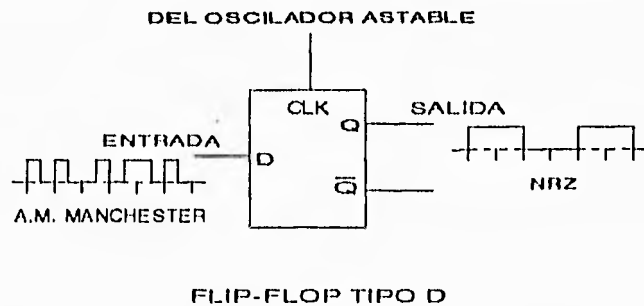 DEL OSCILADOR ASTABLE
CLK
Q
SALIDA
ENTRADA
D
Q̅
NRZ
A.M. MANCHESTER
FLIP-FLOP TIPO D